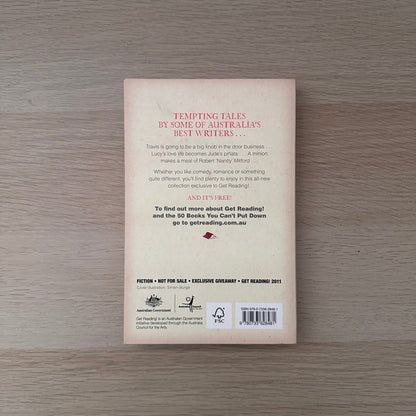 TEMPTING TALES
BY SOME OF AUSTRALIA'S
BEST WRITERS . . .
Travis is going to be a big knob in the door business
Lucy's love life becomes Jude's piñata . . . A minion
makes a meal of Robert 'Nanty' Mitford . . .
Whether you like comedy, romance or something
quite different, you'll find plenty to enjoy in this all-new
collection exclusive to Get Reading!
AND IT'S FREE!
To find out more about Get Reading!
and the 50 Books You Can't Put Down
go to getreading.com.au
FICTION • NOT FOR SALE • EXCLUSIVE GIVEAWAY • GET READING! 2011
Cover illustration: Simon
Australian Government
Get Reading! is an Australian Government
initiative developed through the Australia
Council for the Arts.
FSC